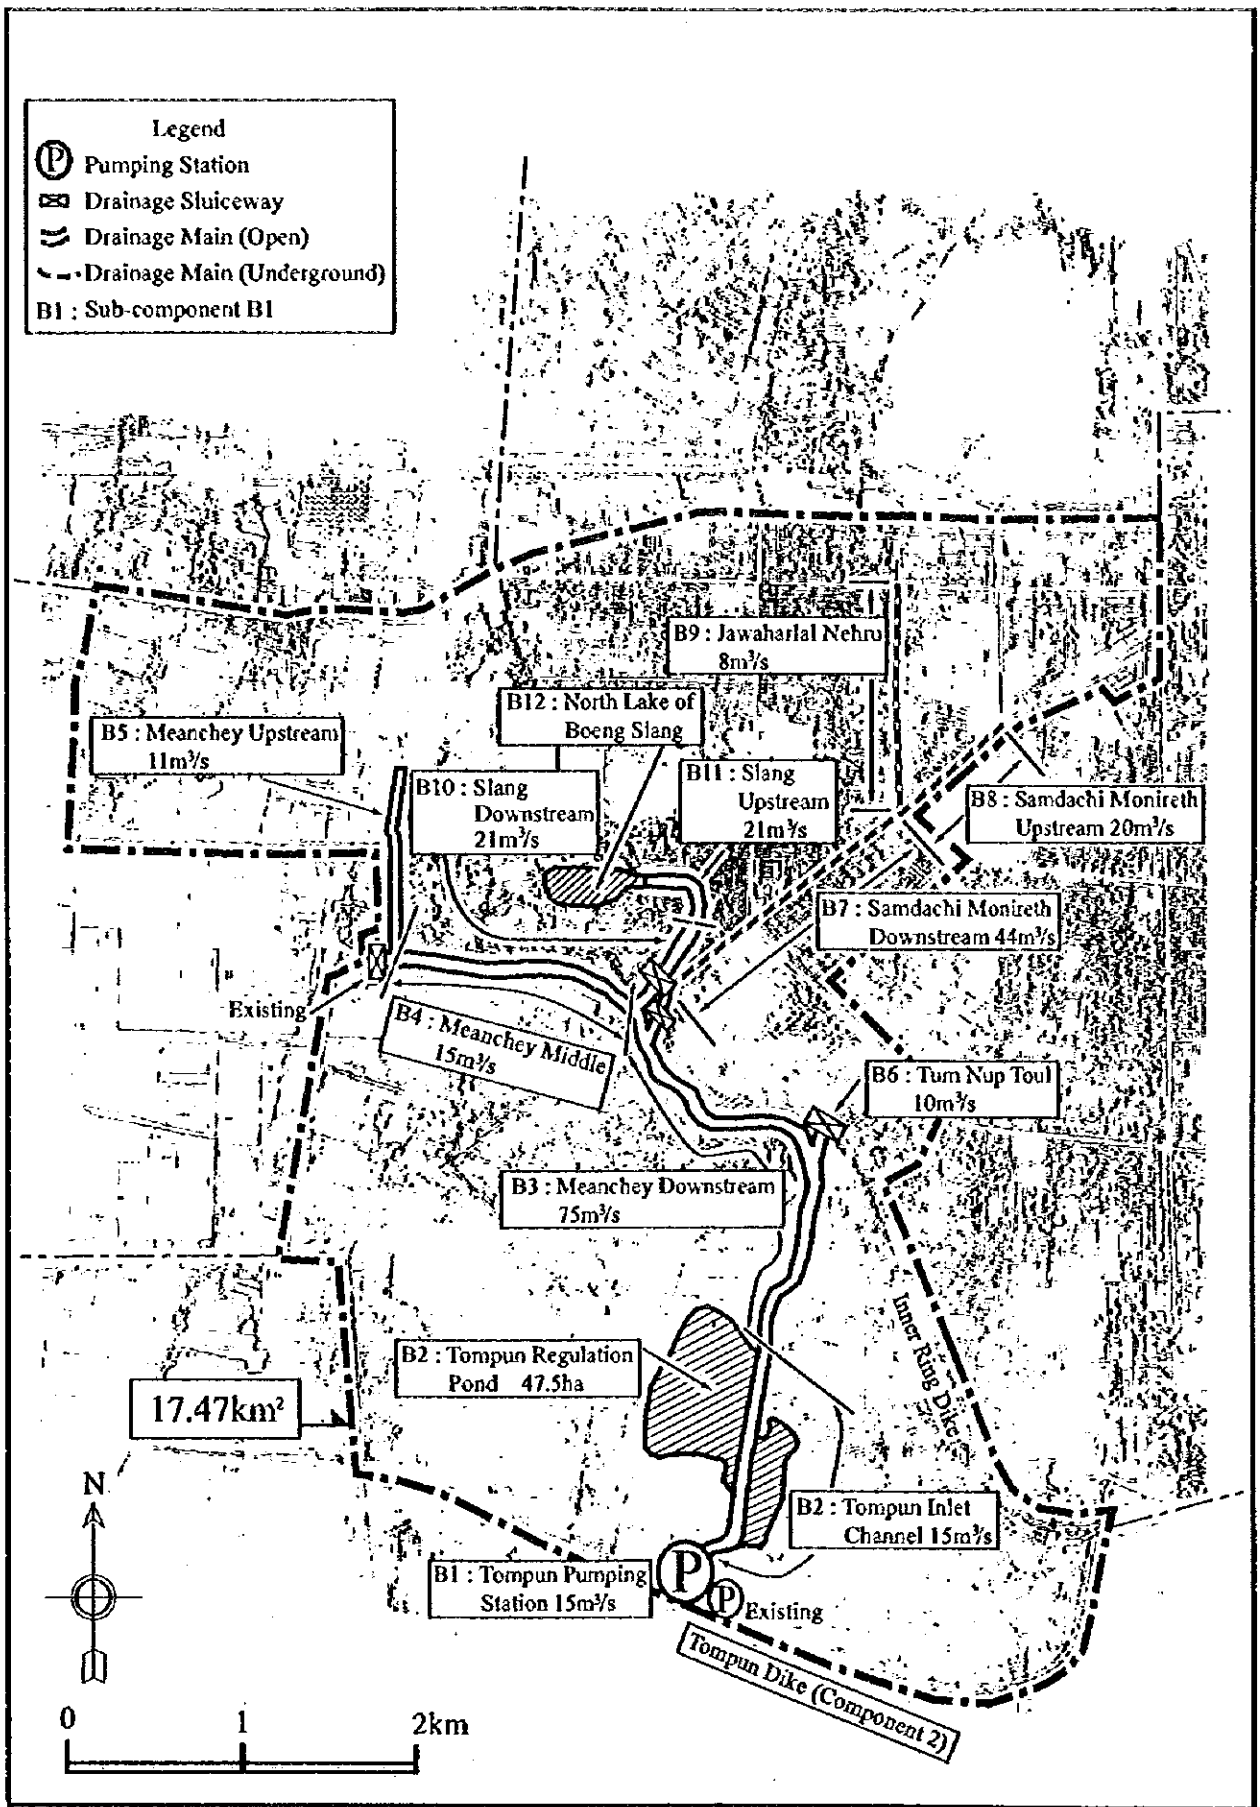 Legend
P Pumping Station
Drainage Sluiceway
Drainage Main (Open)
Drainage Main (Underground)
B1 : Sub-component B1
B9 : Jawaharlal Nehru
8m³/s
B12 : North Lake of
Boeng Slang
B5 : Meanchey Upstream
11m³/s
B10 : Slang
Downstream
21m³/s
B11 : Slang
Upstream
21m³/s
B8 : Samdachi Monireth
Upstream 20m³/s
B7 : Samdachi Monireth
Downstream 44m³/s
Existing
B4 : Meanchey Middle
15m³/s
B6 : Tum Nup Toul
10m³/s
B3 : Meanchey Downstream
75m³/s
Inner Ring Dike
B2 : Tompun Regulation
Pond 47.5ha
17.47km²
N
B2 : Tompun Inlet
Channel 15m³/s
B1 : Tompun Pumping
Station 15m³/s
P
P Existing
Tompun Dike (Component 2)
0 1 2km